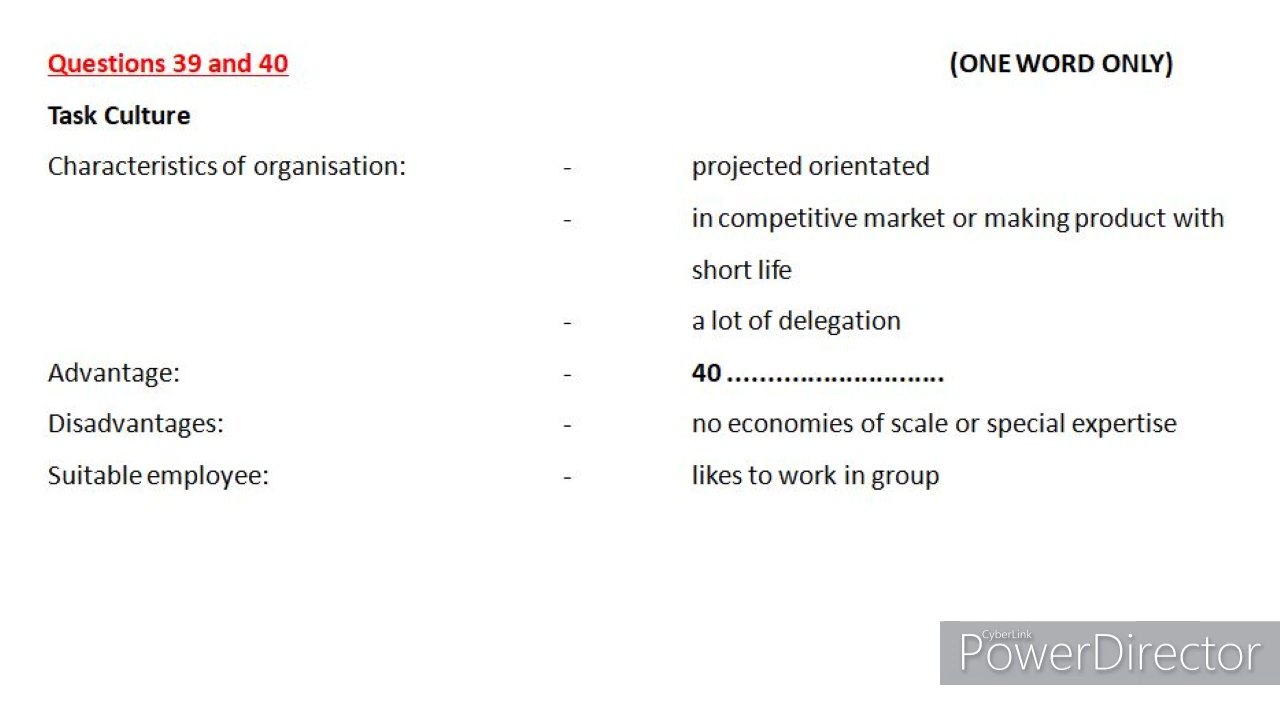 Questions 39 and 40 (ONE WORD ONLY)
Task Culture
Characteristics of organisation: - projected orientated
- in competitive market or making product with
short life
- a lot of delegation
Advantage: - 40 ...........................
Disadvantages: - no economies of scale or special expertise
Suitable employee: - likes to work in group
CyberLink
PowerDirector